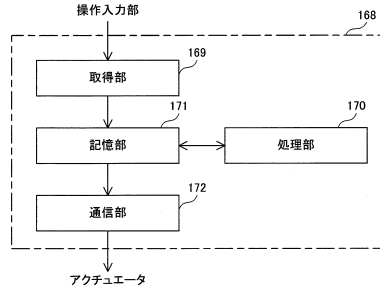 操作入力部
168
169
取得部
171
170
記憶部
処理部
172
通信部
アクチュエータ